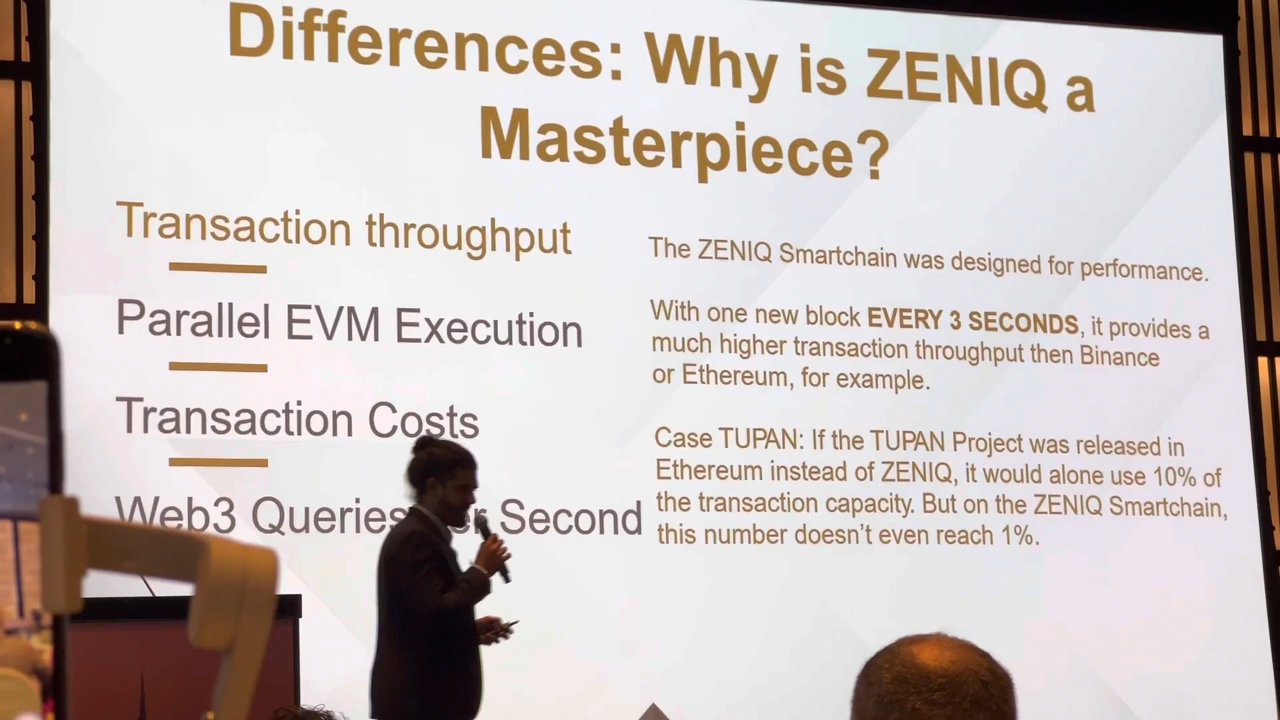 Differences: Why is ZENIQ a
Masterpiece?
Transaction throughput
Parallel EVM Execution
Transaction Costs
Web3 Queries Second
The ZENIQ Smartchain was designed for performance.
With one new block EVERY 3 SECONDS, it provides a
much higher transaction throughput then Binance
or Ethereum, for example.
Case TUPAN: If the TUPAN Project was released in
Ethereum instead of ZENIQ, it would alone use 10% of
the transaction capacity. But on the ZENIQ Smartchain,
this number doesn't even reach 1%.